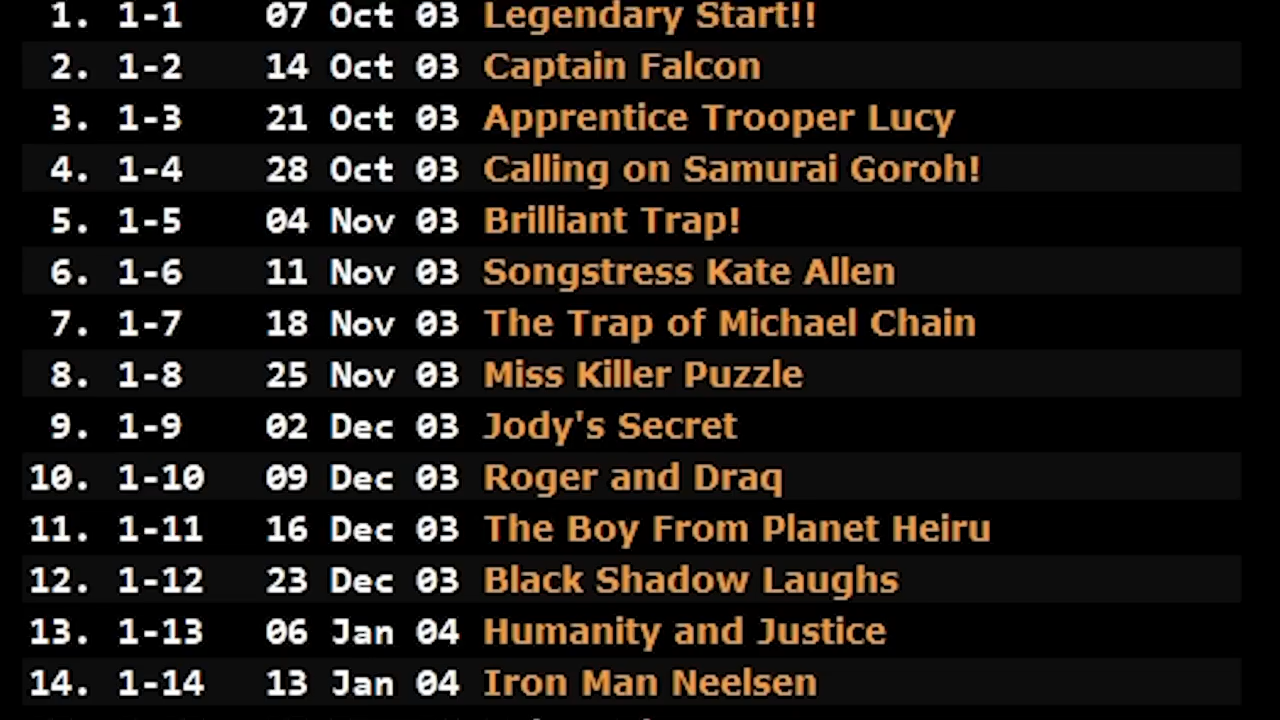 1. 1-1 07 Oct 03 Legendary Start!!
2. 1-2 14 Oct 03 Captain Falcon
3. 1-3 21 Oct 03 Apprentice Trooper Lucy
4. 1-4 28 Oct 03 Calling on Samurai Goroh!
5. 1-5 04 Nov 03 Brilliant Trap!
6. 1-6 11 Nov 03 Songstress Kate Allen
7. 1-7 18 Nov 03 The Trap of Michael Chain
8. 1-8 25 Nov 03 Miss Killer Puzzle
9. 1-9 02 Dec 03 Jody's Secret
10. 1-10 09 Dec 03 Roger and Draq
11. 1-11 16 Dec 03 The Boy From Planet Heiru
12. 1-12 23 Dec 03 Black Shadow Laughs
13. 1-13 06 Jan 04 Humanity and Justice
14. 1-14 13 Jan 04 Iron Man Neelsen